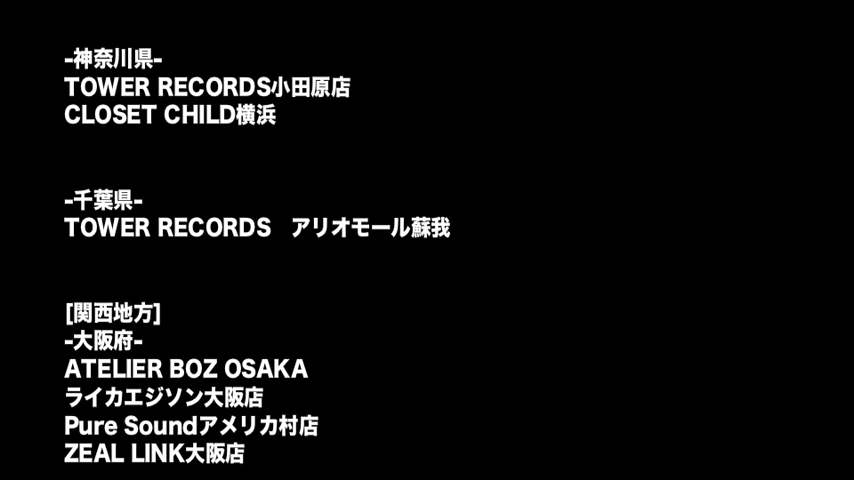 -神奈川県-
TOWER RECORDS小田原店
CLOSET CHILD横浜
-千葉県-
TOWER RECORDS　アリオモール蘇我
[関西地方]
-大阪府-
ATELIER BOZ OSAKA
ライカエジソン大阪店
Pure Soundアメリカ村店
ZEAL LINK大阪店